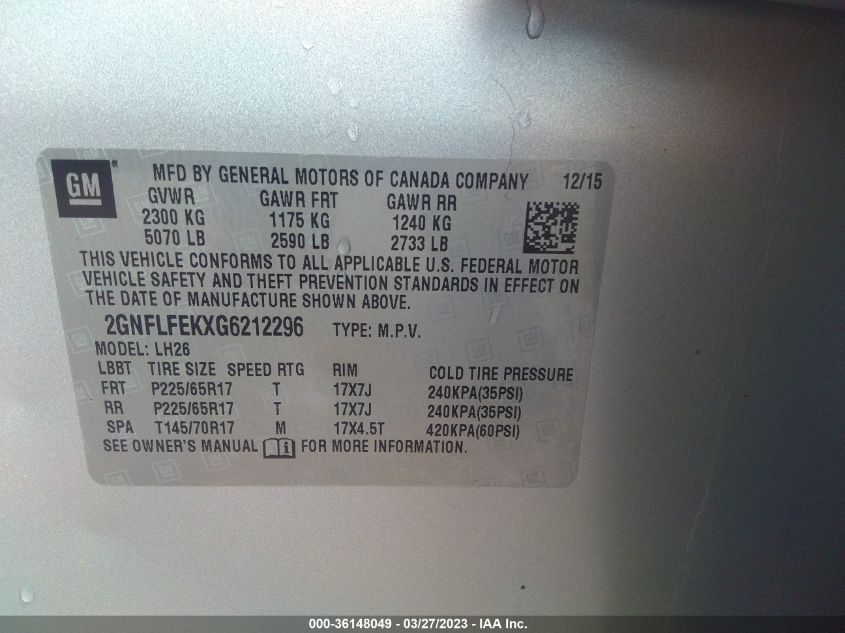 GM ® MFD BY GENERAL MOTORS OF CANADA COMPANY 12/15
GVWR GAWR FRT GAWR RR
2300 KG 1175 KG 1240 KG
5070 LB 2590 LB 2733 LB
THIS VEHICLE CONFORMS TO ALL APPLICABLE U.S. FEDERAL MOTOR
VEHICLE SAFETY AND THEFT PREVENTION STANDARDS IN EFFECT ON
THE DATE OF MANUFACTURE SHOWN ABOVE.
2GNFLFEKXG6212296 TYPE: M.P.V.
MODEL: LH26
LBBT TIRE SIZE SPEED RTG RIM COLD TIRE PRESSURE
FRT P225/65R17 T 17X7J 240KPA(35PSI)
RR P225/65R17 T 17X7J 240KPA(35PSI)
SPA T145/70R17 M 17X4.5T 420KPA(60PSI)
SEE OWNER'S MANUAL FOR MORE INFORMATION.
000-36148049 - 03/27/2023 - IAA Inc.